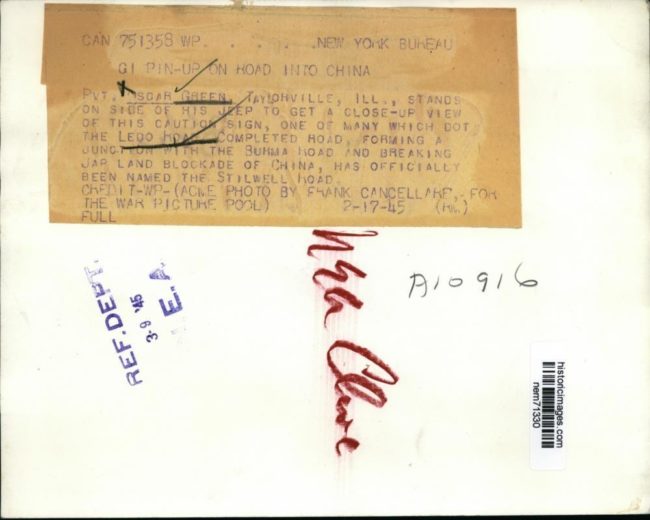 CAN 751358 WP. . . . . .NEW YORK BUREAU
GI PIN-UP ON ROAD INTO CHINA
PVT. OSCAR GREEN, TAYLORVILLE, ILL., STANDS
ON SIDE OF HIS JEEP TO GET A CLOSE-UP VIEW
OF THIS CAUTION SIGN, ONE OF MANY WHICH DOT
THE LEDO ROAD. COMPLETED ROAD, FORMING A
JUNCTION WITH THE BURMA ROAD AND BREAKING
JAP LAND BLOCKADE OF CHINA, HAS OFFICIALLY
BEEN NAMED THE STILWELL ROAD.
CREDIT-WP-(ACME PHOTO BY FRANK CANCELLARE, FOR
THE WAR PICTURE POOL) 2-17-45 (RM.)
FULL
REF. DEPT.
3-9 '45
E.A.
A10916
historicimages.com
nem71330